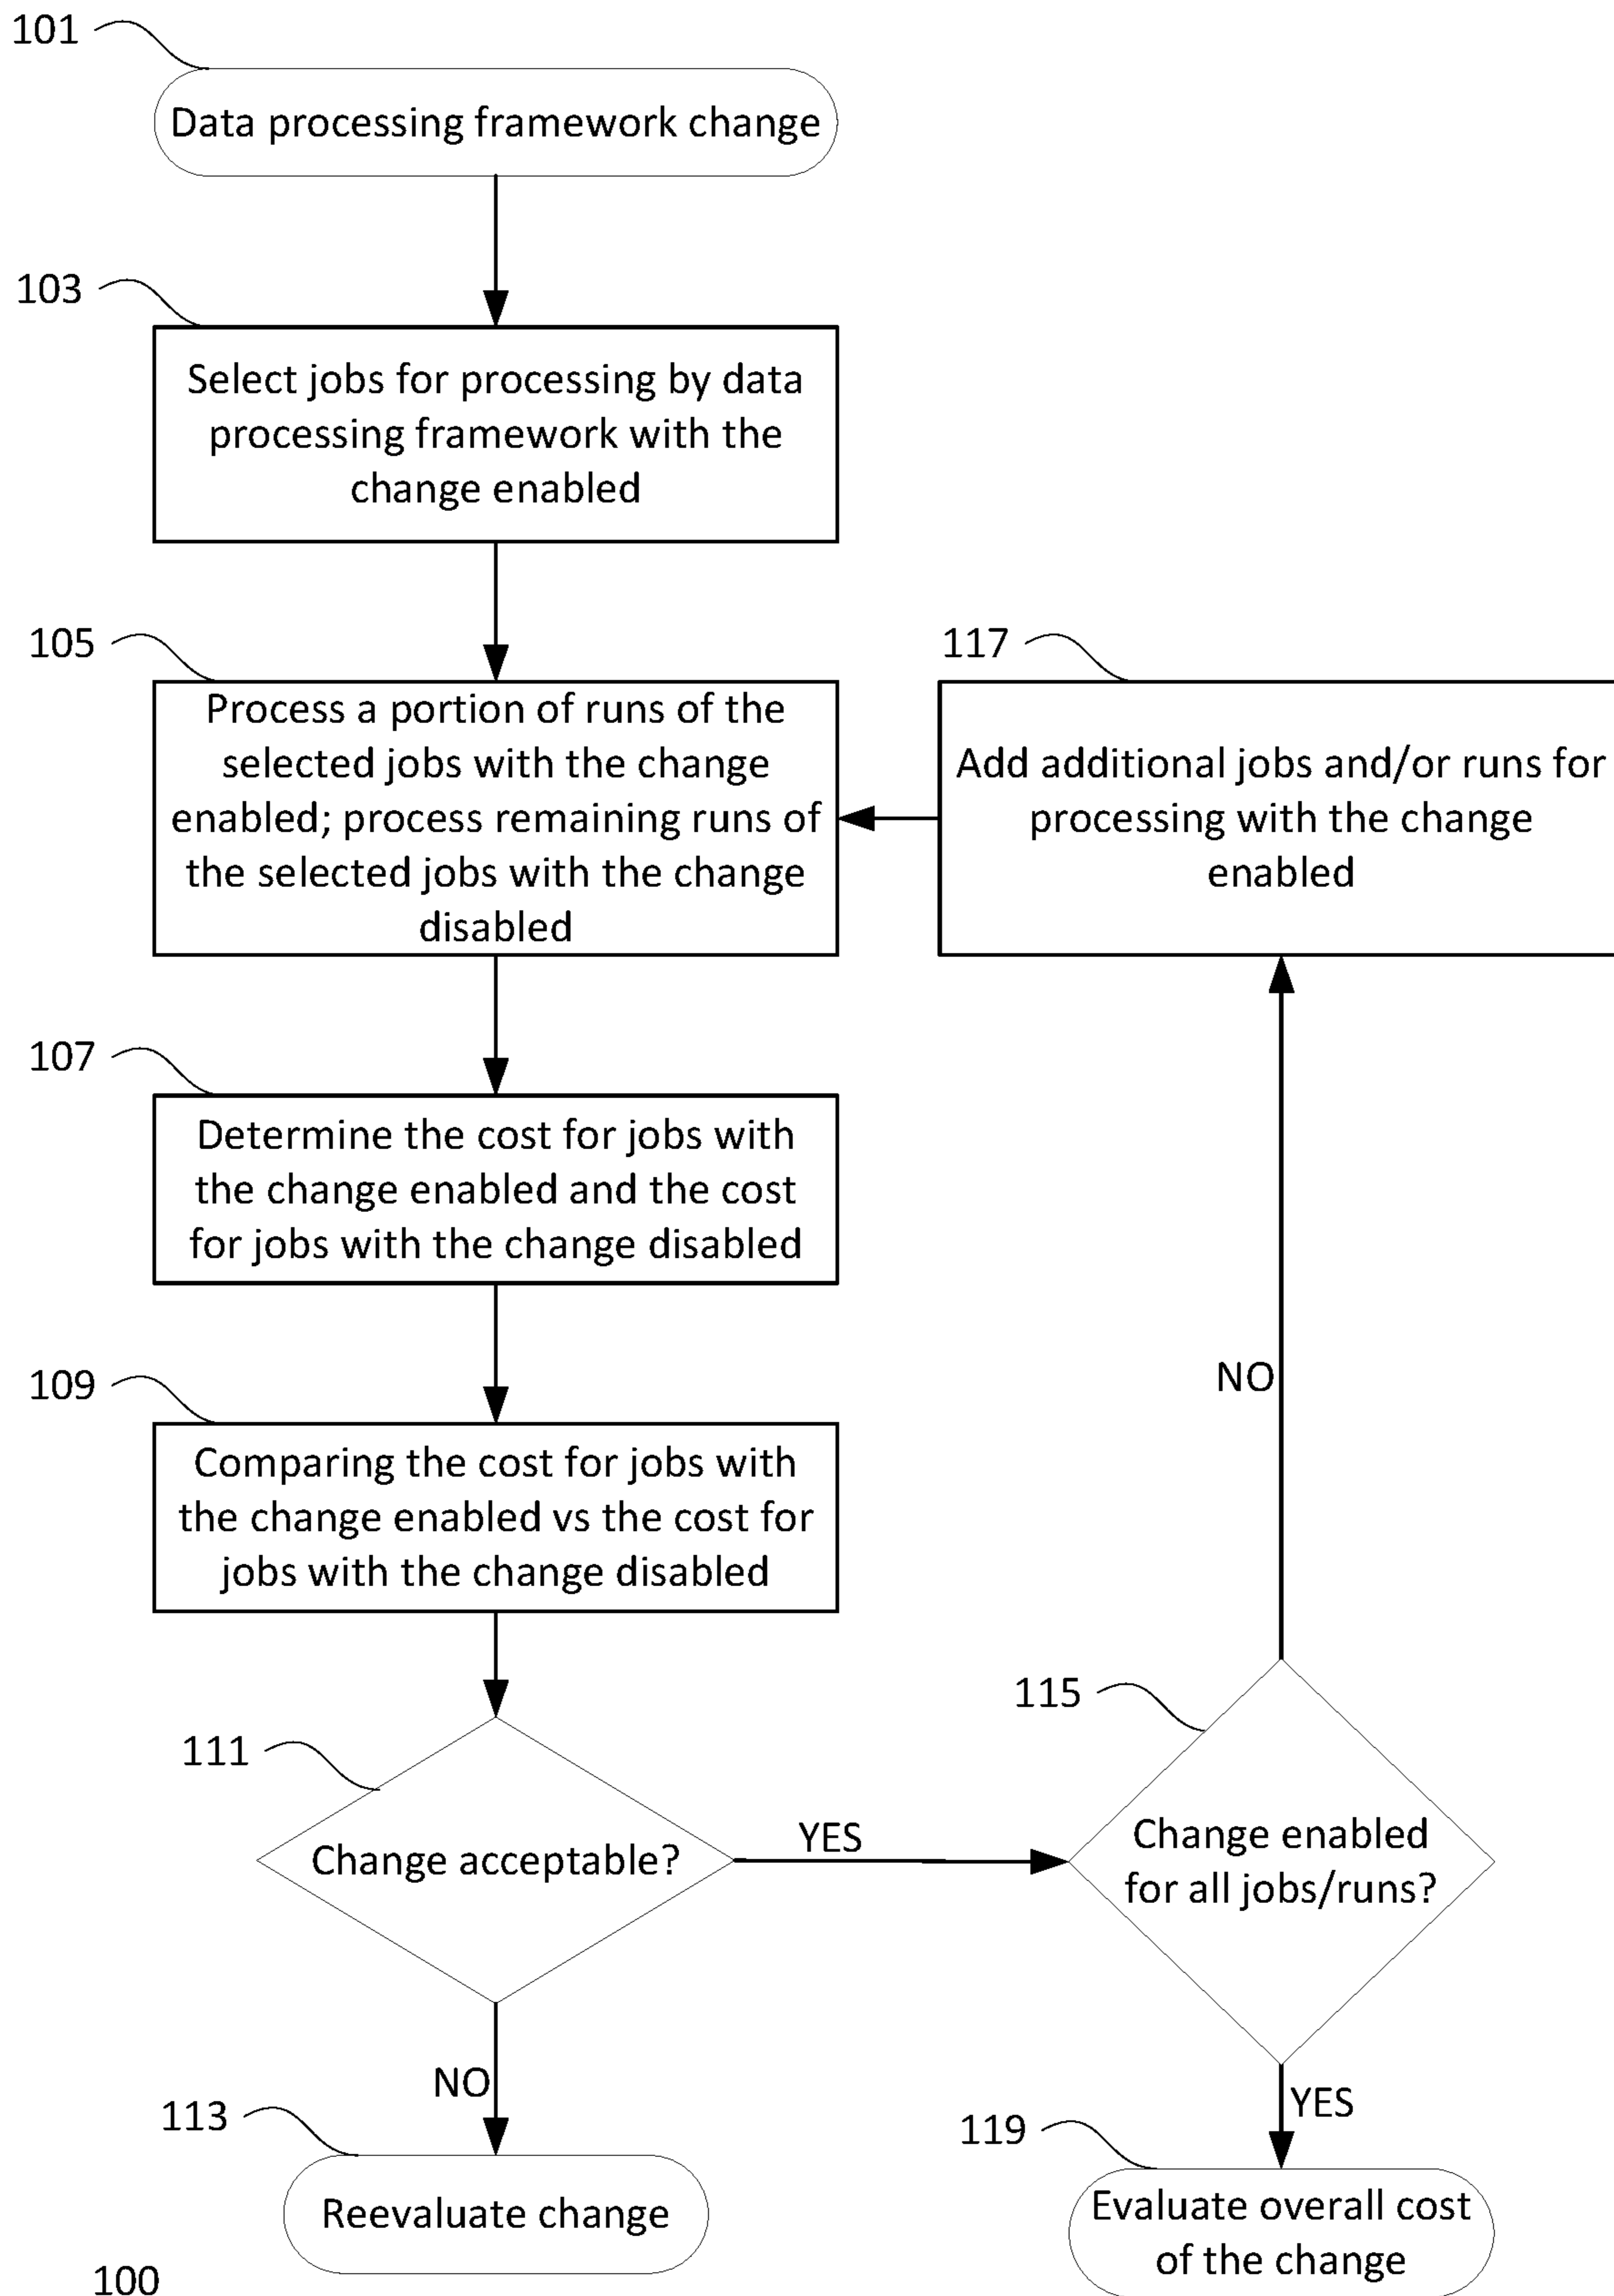 101
Data processing framework change
103
Select jobs for processing by data
processing framework with the
change enabled
105
Process a portion of runs of the
selected jobs with the change
enabled; process remaining runs of
the selected jobs with the change
disabled
117
Add additional jobs and/or runs for
processing with the change
enabled
107
Determine the cost for jobs with
the change enabled and the cost
for jobs with the change disabled
109
Comparing the cost for jobs with
the change enabled vs the cost for
jobs with the change disabled
NO
111
Change acceptable?
YES
115
Change enabled
for all jobs/runs?
NO
113
Reevaluate change
YES
119
Evaluate overall cost
of the change
100